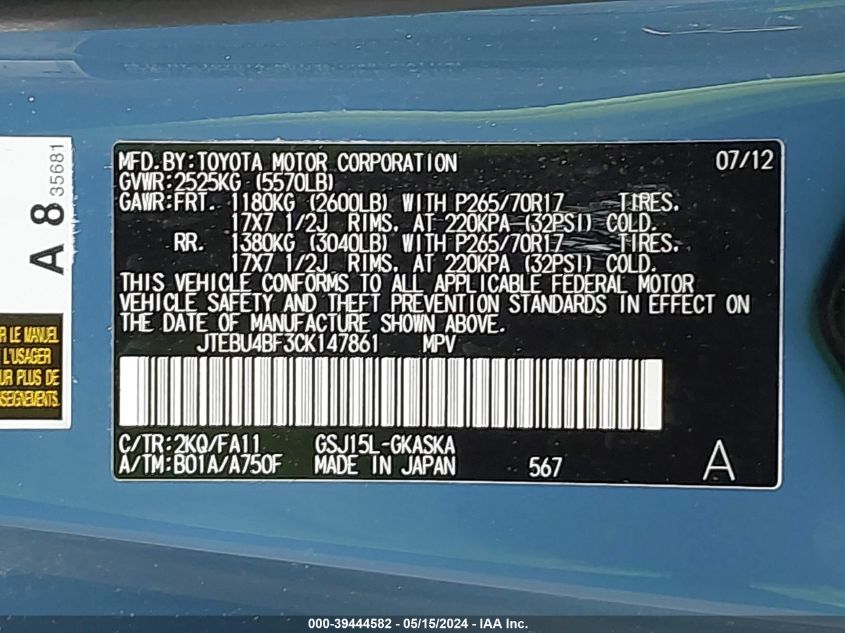 MFD.BY:TOYOTA MOTOR CORPORATION 07/12
GVWR:2525KG (5570LB)
GAWR:FRT. 1180KG (2600LB) WITH P265/70R17 TIRES.
17X7 1/2J RIMS, AT 220KPA (32PSI) COLD.
RR. 1380KG (3040LB) WITH P265/70R17 TIRES.
17X7 1/2J RIMS, AT 220KPA (32PSI) COLD.
THIS VEHICLE CONFORMS TO ALL APPLICABLE FEDERAL MOTOR
VEHICLE SAFETY AND THEFT PREVENTION STANDARDS IN EFFECT ON
THE DATE OF MANUFACTURE SHOWN ABOVE.
JTEBU4BF3CK147861 MPV
C/TR:2KQ/FA11 GSJ15L-GKASKA
A/TM:B01A/A750F MADE IN JAPAN 567 A
A 8 35681
R LE MANUEL
L'USAGER
UR PLUS DE
SEIGNEMENTS.
000-39444582 - 05/15/2024 - IAA Inc.